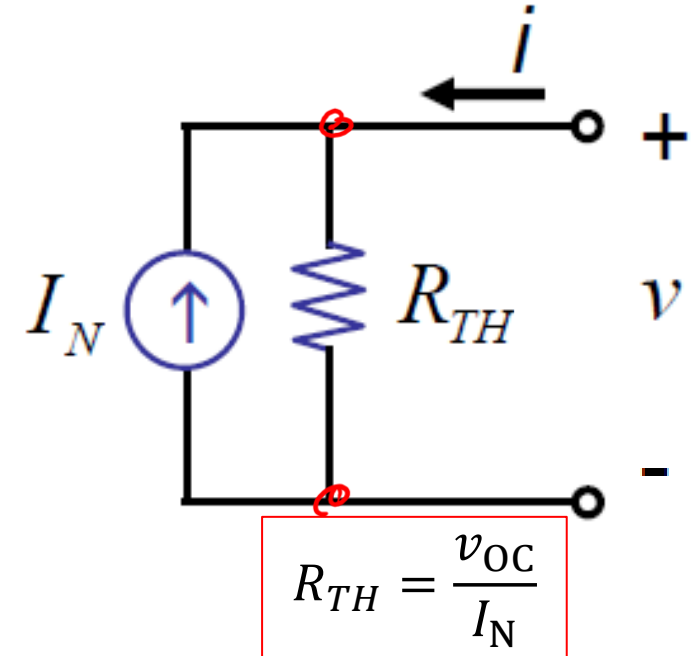 i
+
I_N
R_TH
v
-
R_TH = v_OC / I_N